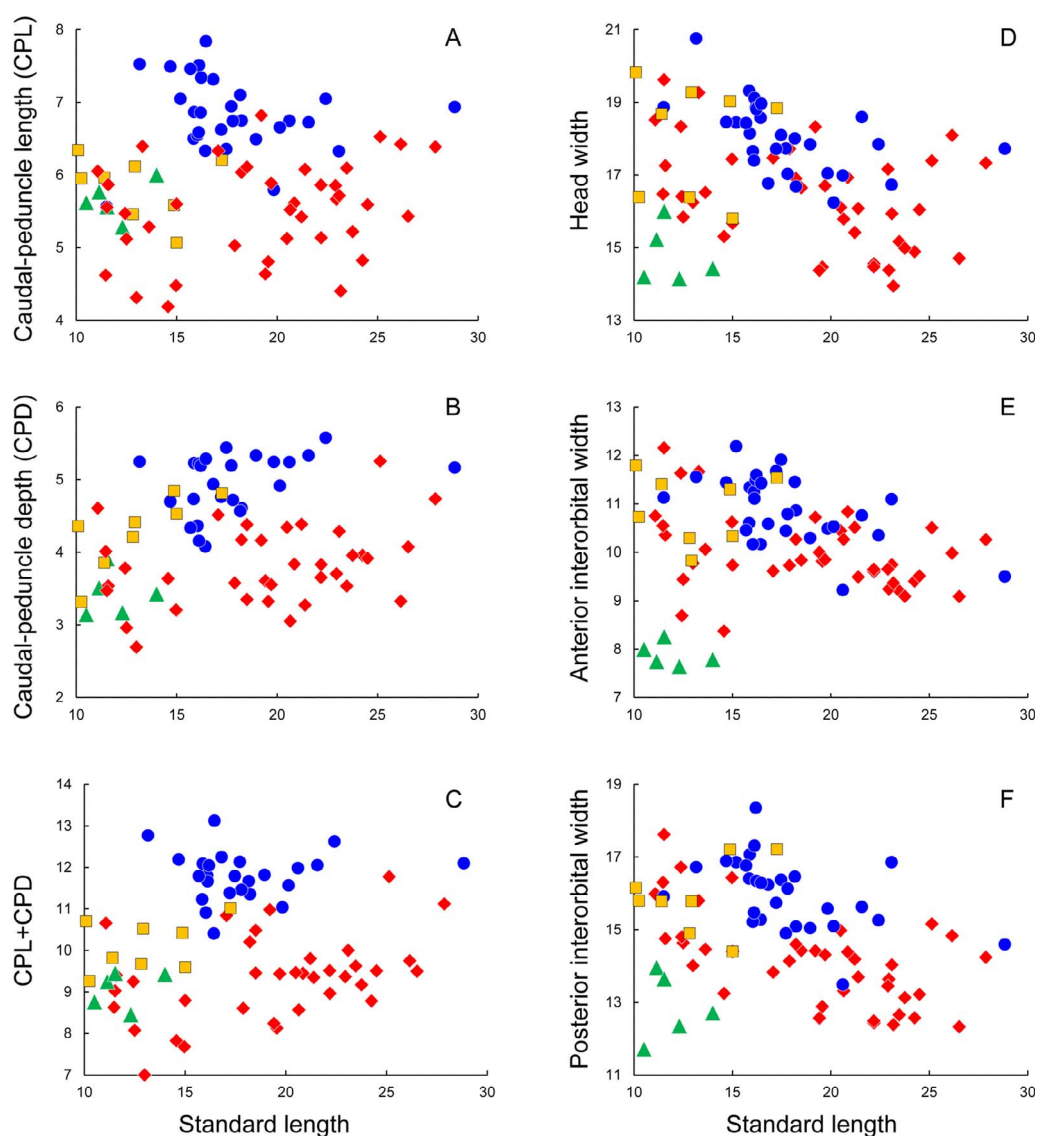 Caudal-peduncle length (CPL)
8
7
6
5
4
10 15 20 25 30
A
Head width
21
19
17
15
13
10 15 20 25 30
D
Caudal-peduncle depth (CPD)
6
5
4
3
2
10 15 20 25 30
B
Anterior interorbital width
13
12
11
10
9
8
7
10 15 20 25 30
E
CPL+CPD
14
13
12
11
10
9
8
7
10 15 20 25 30
C
Standard length
Posterior interorbital width
19
17
15
13
11
10 15 20 25 30
F
Standard length